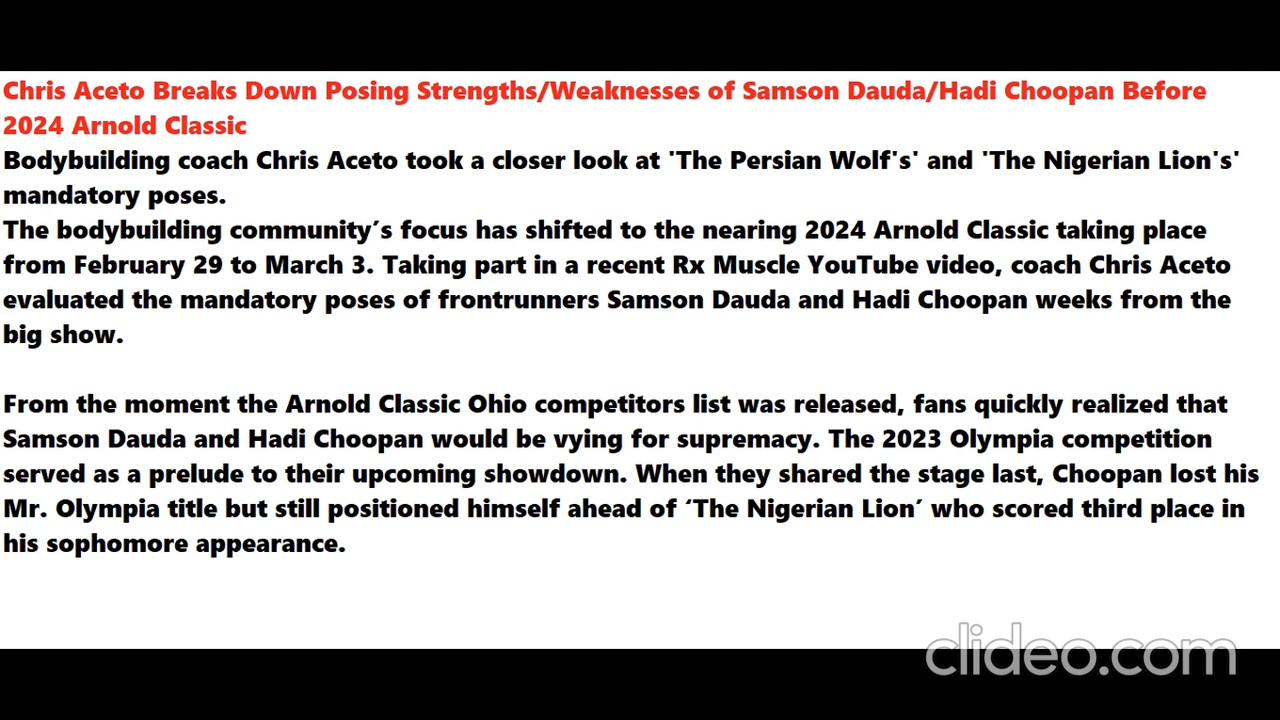 Chris Aceto Breaks Down Posing Strengths/Weaknesses of Samson Dauda/Hadi Choopan Before
2024 Arnold Classic
Bodybuilding coach Chris Aceto took a closer look at 'The Persian Wolf's' and 'The Nigerian Lion's'
mandatory poses.
The bodybuilding community´s focus has shifted to the nearing 2024 Arnold Classic taking place
from February 29 to March 3. Taking part in a recent Rx Muscle YouTube video, coach Chris Aceto
evaluated the mandatory poses of frontrunners Samson Dauda and Hadi Choopan weeks from the
big show.
From the moment the Arnold Classic Ohio competitors list was released, fans quickly realized that
Samson Dauda and Hadi Choopan would be vying for supremacy. The 2023 Olympia competition
served as a prelude to their upcoming showdown. When they shared the stage last, Choopan lost his
Mr. Olympia title but still positioned himself ahead of ‘The Nigerian Lion´ who scored third place in
his sophomore appearance.
clideo.com